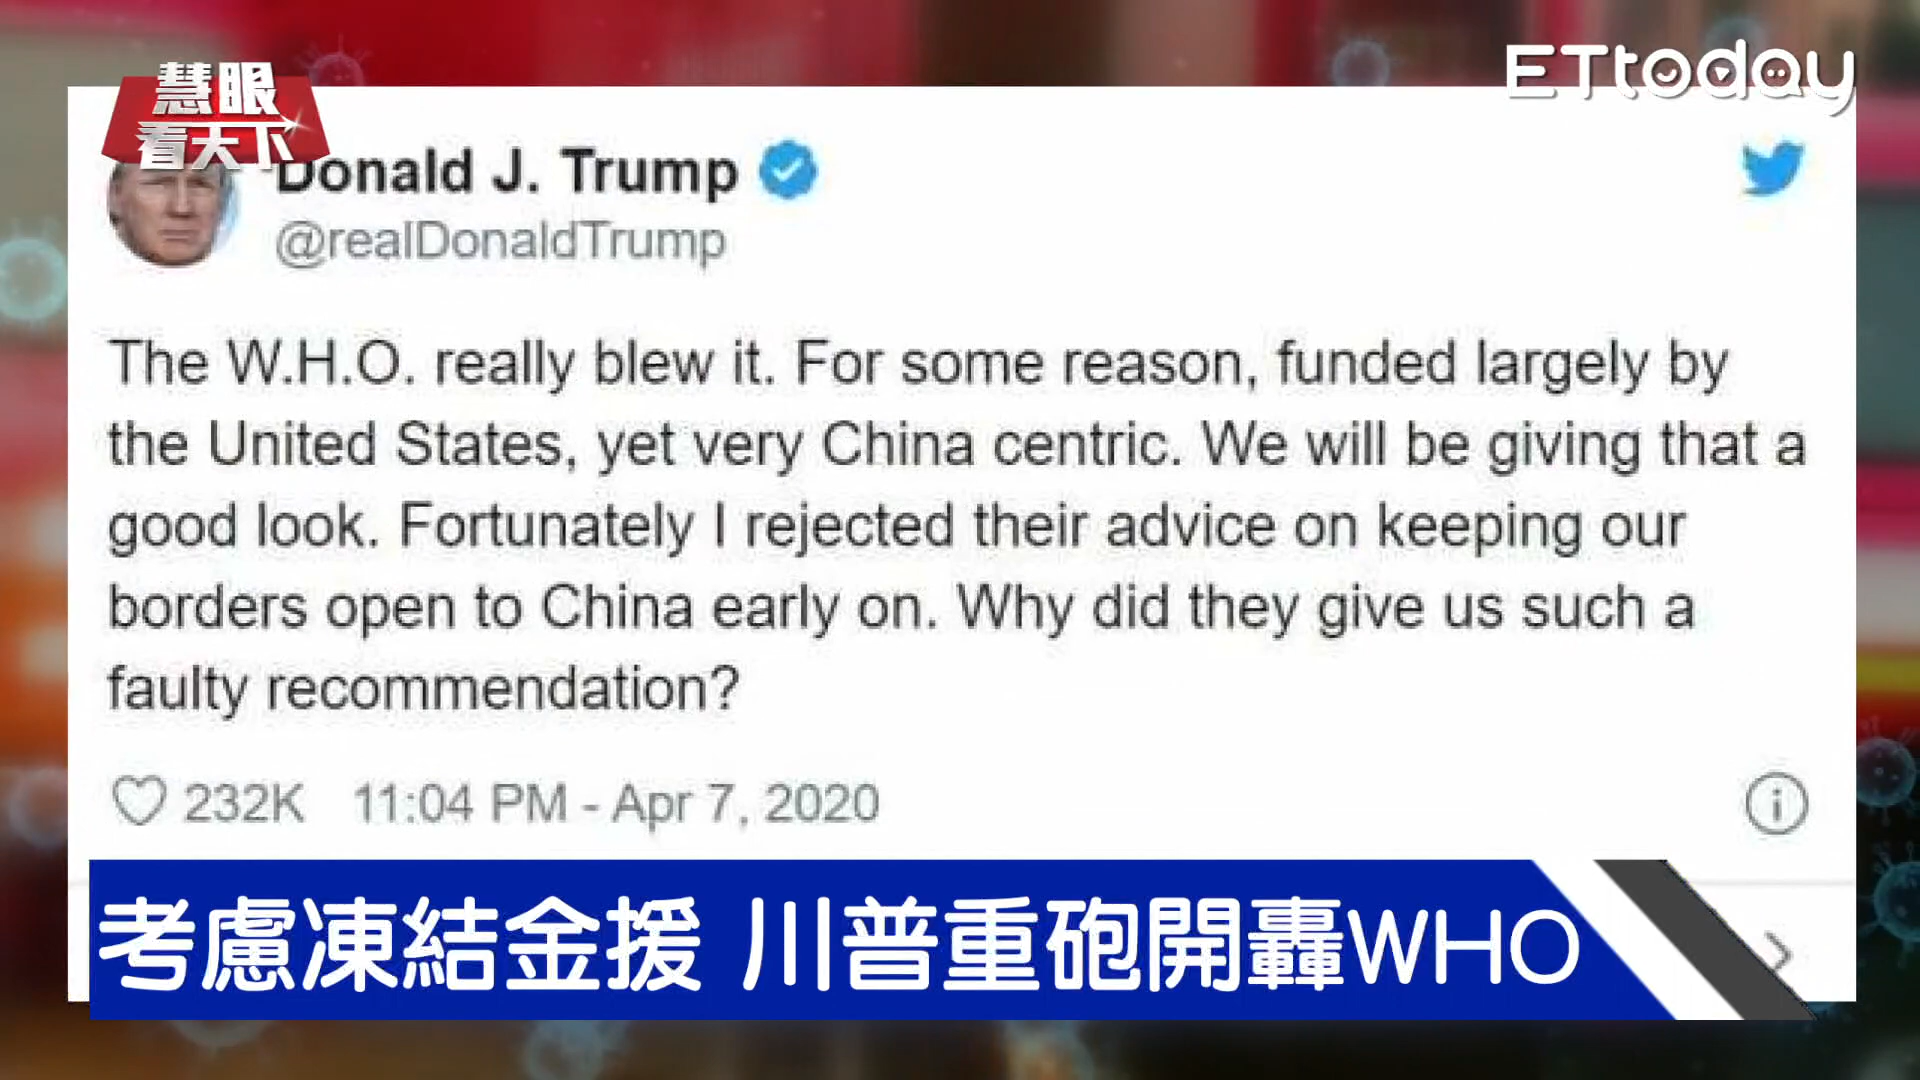 慧眼
看天下
ETtoday
Donald J. Trump
@realDonaldTrump
The W.H.O. really blew it. For some reason, funded largely by
the United States, yet very China centric. We will be giving that a
good look. Fortunately I rejected their advice on keeping our
borders open to China early on. Why did they give us such a
faulty recommendation?
232K 11:04 PM - Apr 7, 2020
考慮凍結金援 川普重砲開轟WHO